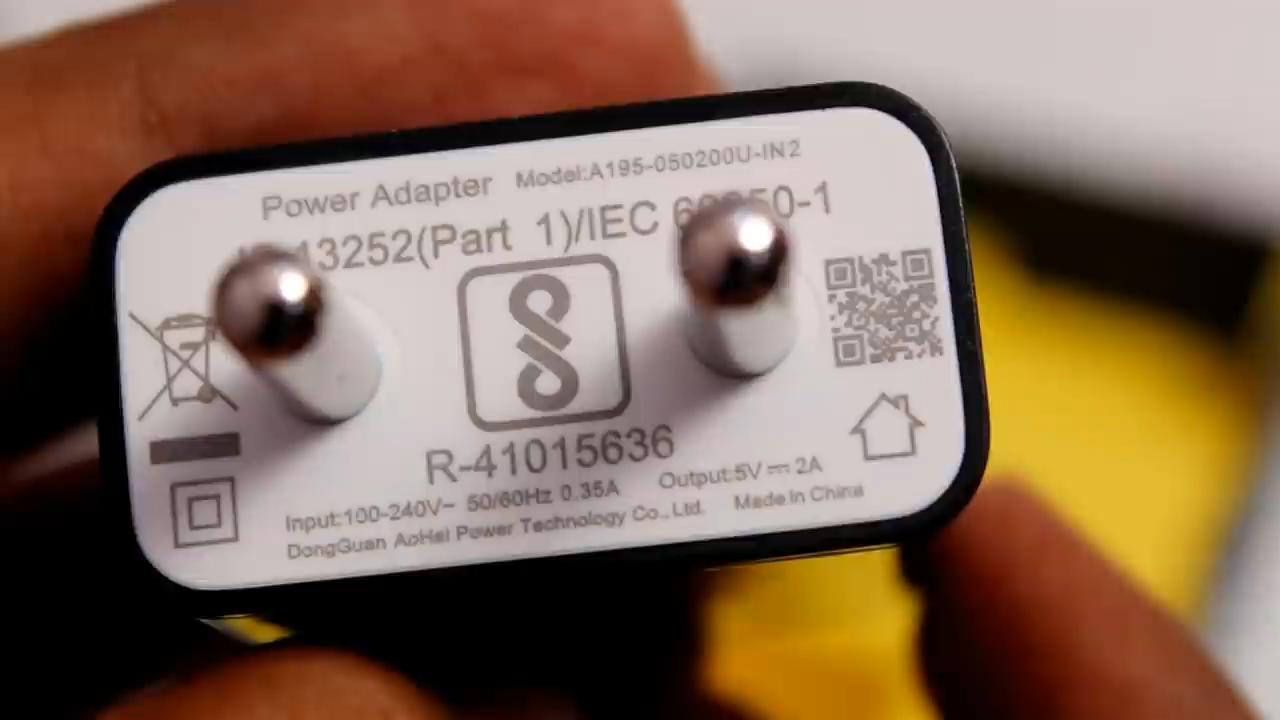 Power Adapter Model:A195-050200U-IN2
13252(Part 1)/IEC
R-41015636
Input:100-240V~ 50/60Hz 0.35A Output:5V⎓2A
DongGuan AoHai Power Technology Co., Ltd. Made In China